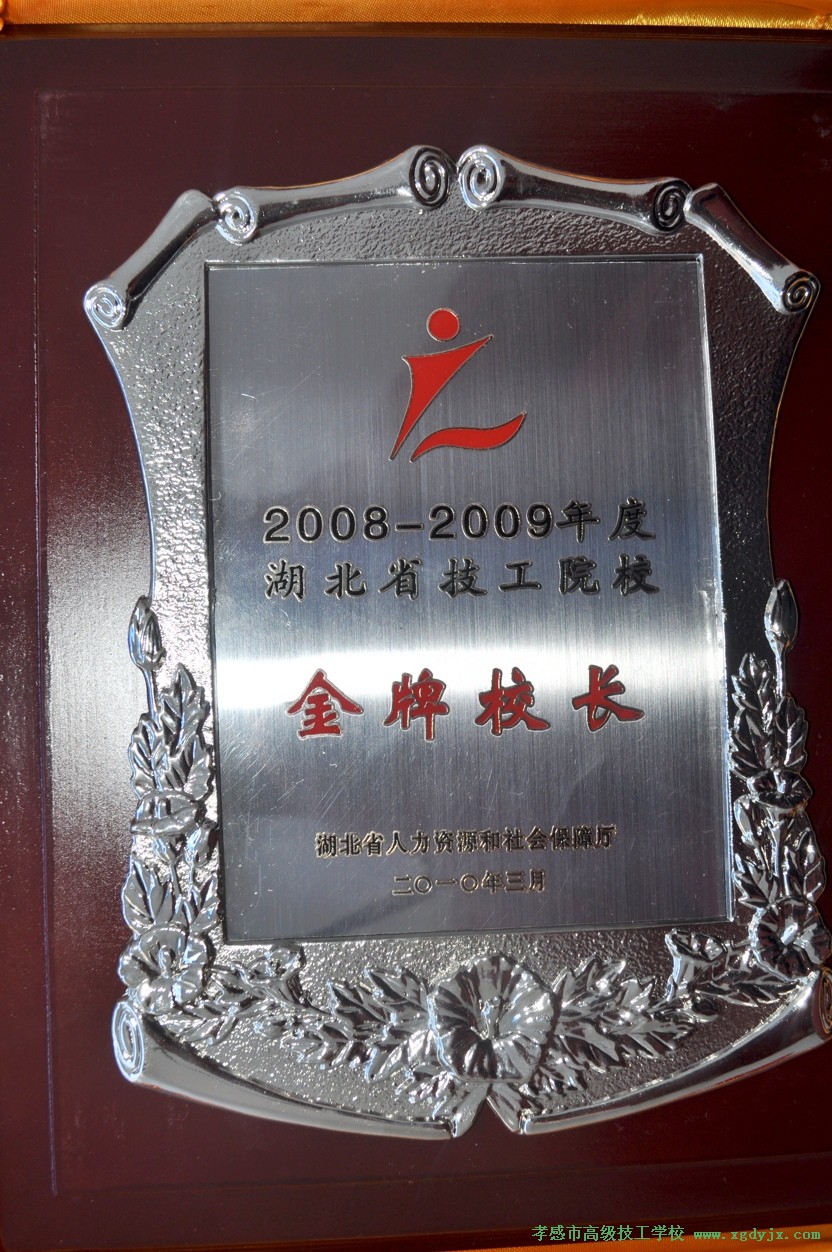 2008-2009年度
湖北省技工院校
金牌校长
湖北省人力资源和社会保障厅
二〇一〇年三月
孝感市高级技工学校 www.xgdyjx.com